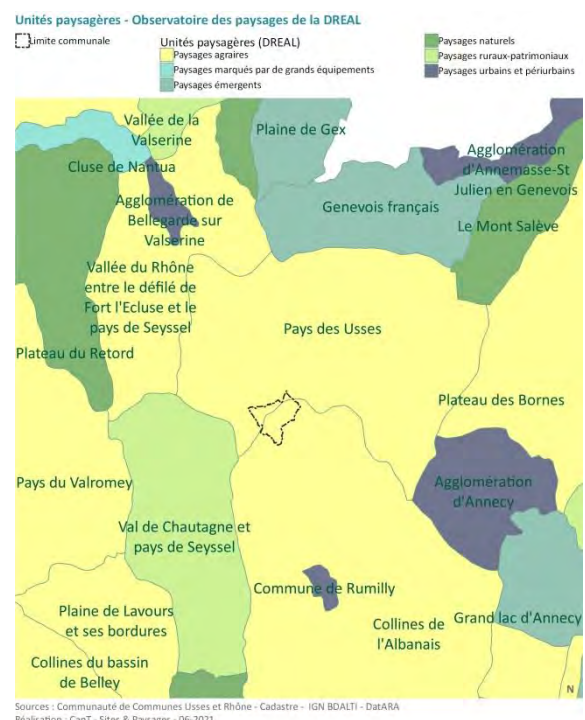 Unités paysagères - Observatoire des paysages de la DREAL
Limite communale
Unités paysagères (DREAL)
Paysages agraires
Paysages marqués par de grands équipements
Paysages émergents
Paysages naturels
Paysages ruraux-patrimoniaux
Paysages urbains et périurbains
Vallée de la
Valserine
Plaine de Gex
Cluse de Nantua
Agglomération
d'Annemasse-St
Julien en Genevois
Agglomération de
Bellegarde sur
Valserine
Genevois français
Le Mont Salève
Vallée du Rhône
entre le défilé de
Fort l'Ecluse et le
pays de Seyssel
Pays des Usses
Plateau du Retord
Plateau des Bornes
Pays du Valromey
Agglomération
d'Annecy
Val de Chautagne et
pays de Seyssel
Commune de Rumilly
Plaine de Lavours
et ses bordures
Collines de
l'Albanais
Grand lac d'Annecy
Collines du bassin
de Belley
N
Sources : Communauté de Communes Usses et Rhône - Cadastre - IGN BDALTI - DatARA
Réalisation : CapT - Sites & Paysages - 06-2021